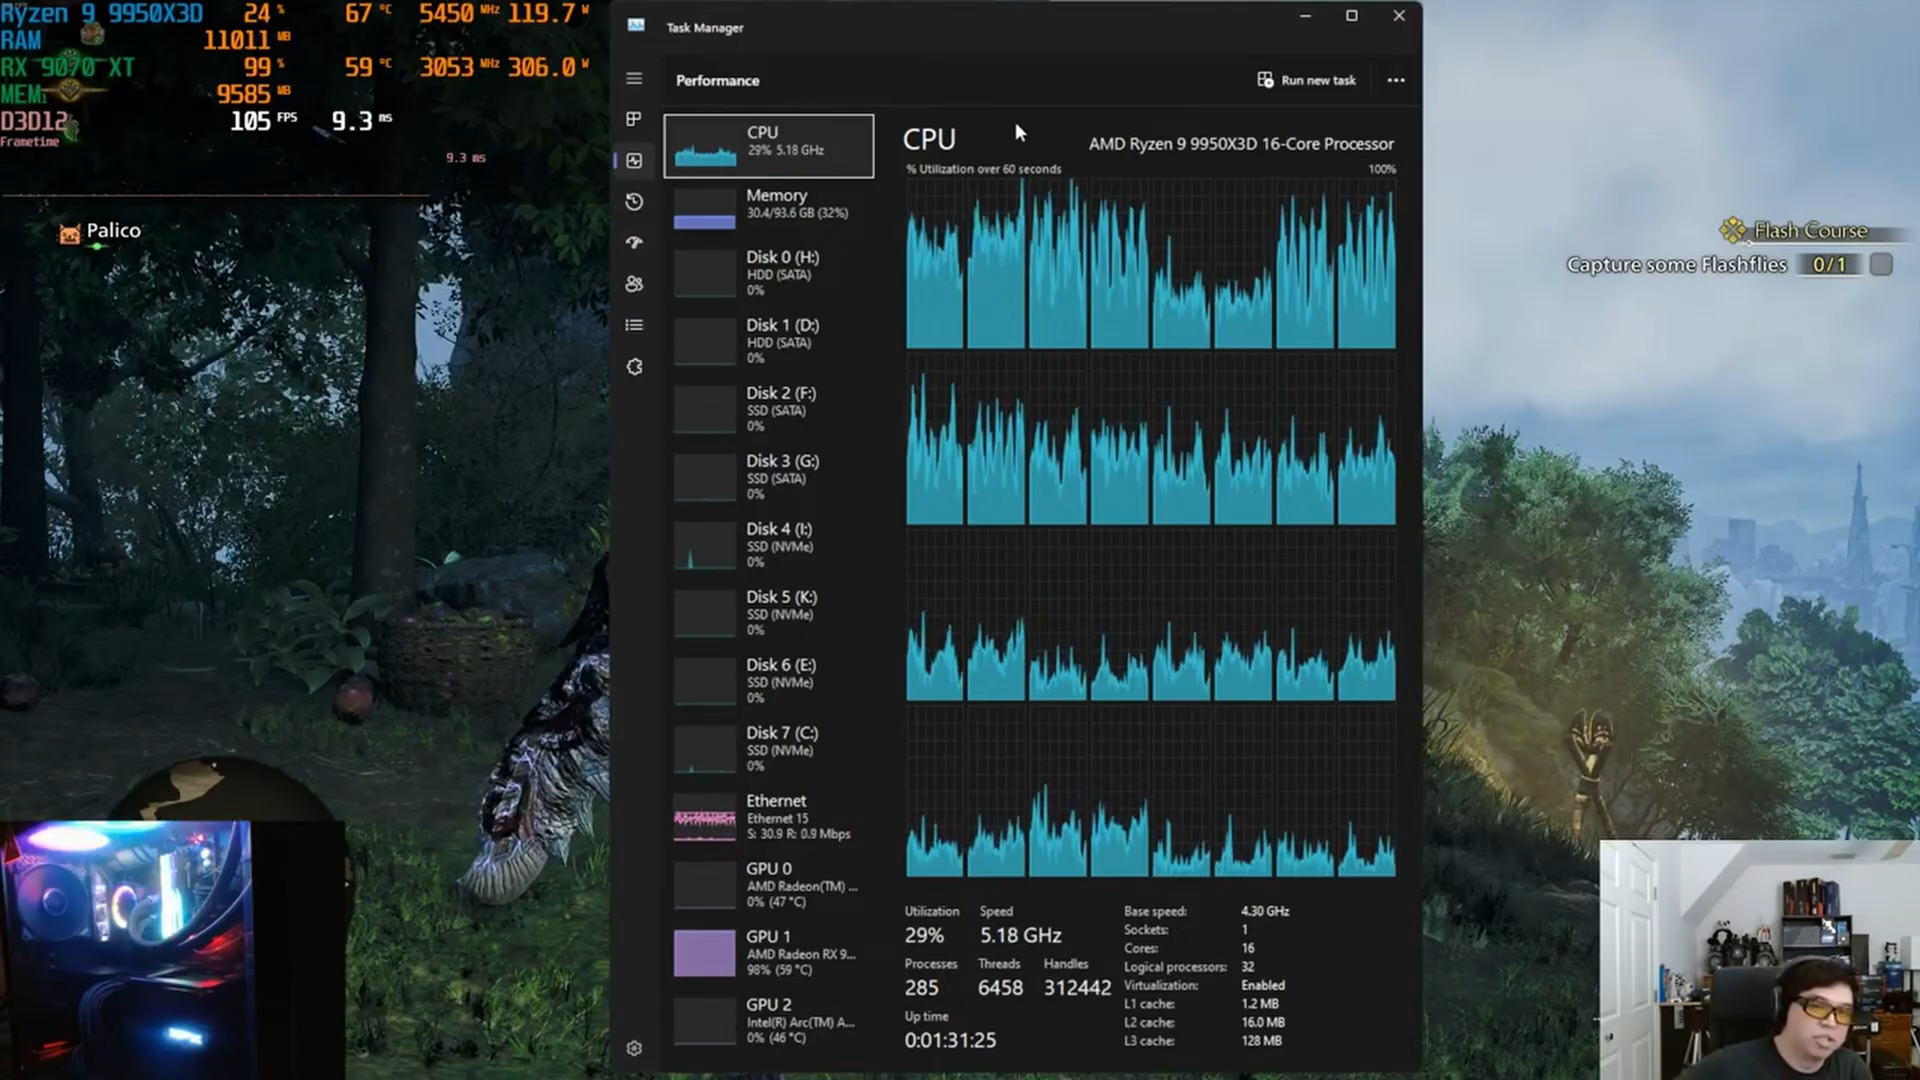 Ryzen 9 9950X3D 24 % 67 °C 5450 MHz 119.7 W
RAM 11011 MB
RX 9070 XT 99 % 59 °C 3053 MHz 306.0 W
MEM1 9585 MB
D3D12 105 FPS 9.3 ms
Frametime
9.3 ms
Palico
Task Manager
Performance
Run new task
CPU
29% 5.18 GHz
Memory
30.4/93.6 GB (32%)
Disk 0 (H:)
HDD (SATA)
0%
Disk 1 (D:)
HDD (SATA)
0%
Disk 2 (F:)
SSD (SATA)
0%
Disk 3 (G:)
SSD (SATA)
0%
Disk 4 (I:)
SSD (NVMe)
0%
Disk 5 (K:)
SSD (NVMe)
0%
Disk 6 (E:)
SSD (NVMe)
0%
Disk 7 (C:)
SSD (NVMe)
0%
Ethernet
Ethernet 15
S: 30.9 R: 0.9 Mbps
GPU 0
AMD Radeon(TM) ...
0% (47 °C)
GPU 1
AMD Radeon RX 9...
98% (59 °C)
GPU 2
Intel(R) Arc(TM) A...
0% (46 °C)
CPU
AMD Ryzen 9 9950X3D 16-Core Processor
% Utilization over 60 seconds
100%
Utilization Speed
29% 5.18 GHz
Processes Threads Handles
285 6458 312442
Up time
0:01:31:25
Base speed: 4.30 GHz
Sockets: 1
Cores: 16
Logical processors: 32
Virtualization: Enabled
L1 cache: 1.2 MB
L2 cache: 16.0 MB
L3 cache: 128 MB
Flash Course
Capture some Flashflies 0/1